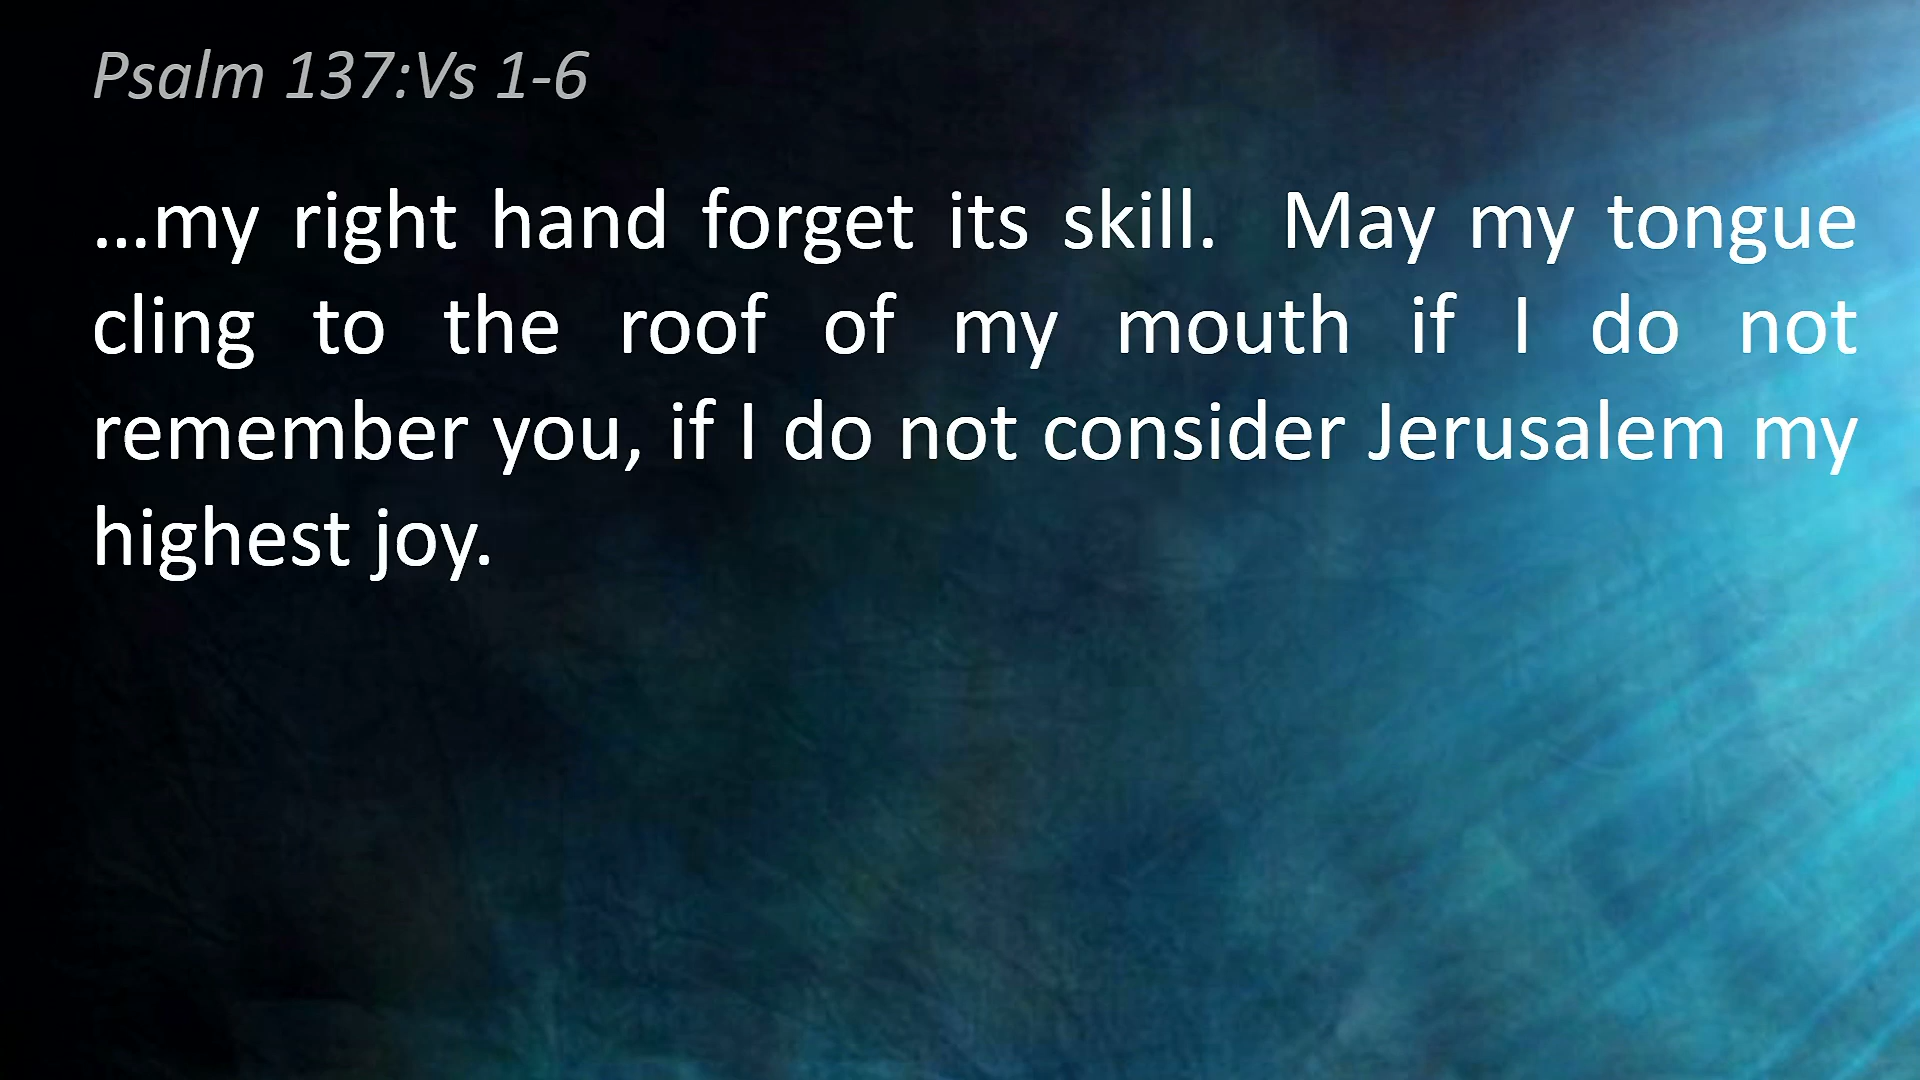 Psalm 137:Vs 1-6
…my right hand forget its skill.  May my tongue
cling to the roof of my mouth if I do not
remember you, if I do not consider Jerusalem my
highest joy.